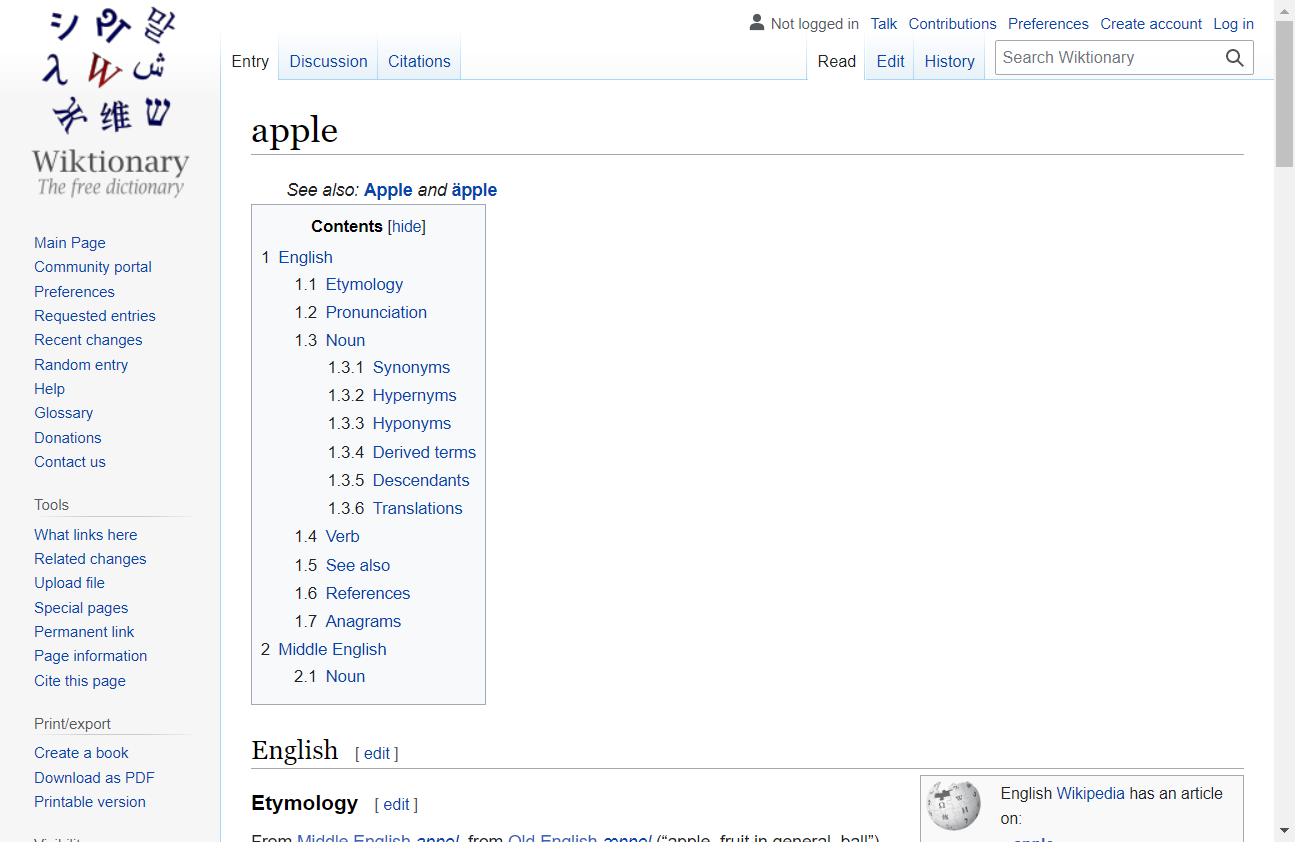 シ वि 말
λ W ش
维 ש
Wiktionary
The free dictionary
Not logged in Talk Contributions Preferences Create account Log in
Entry Discussion Citations Read Edit History Search Wiktionary
Main Page
Community portal
Preferences
Requested entries
Recent changes
Random entry
Help
Glossary
Donations
Contact us
Tools
What links here
Related changes
Upload file
Special pages
Permanent link
Page information
Cite this page
Print/export
Create a book
Download as PDF
Printable version
apple
See also: Apple and äpple
Contents [hide]
1 English
1.1 Etymology
1.2 Pronunciation
1.3 Noun
1.3.1 Synonyms
1.3.2 Hypernyms
1.3.3 Hyponyms
1.3.4 Derived terms
1.3.5 Descendants
1.3.6 Translations
1.4 Verb
1.5 See also
1.6 References
1.7 Anagrams
2 Middle English
2.1 Noun
English [ edit ]
Etymology [ edit ]
From Middle English appel, from Old English æppel (“apple, fruit in general, ball”)
English Wikipedia has an article
on:
apple